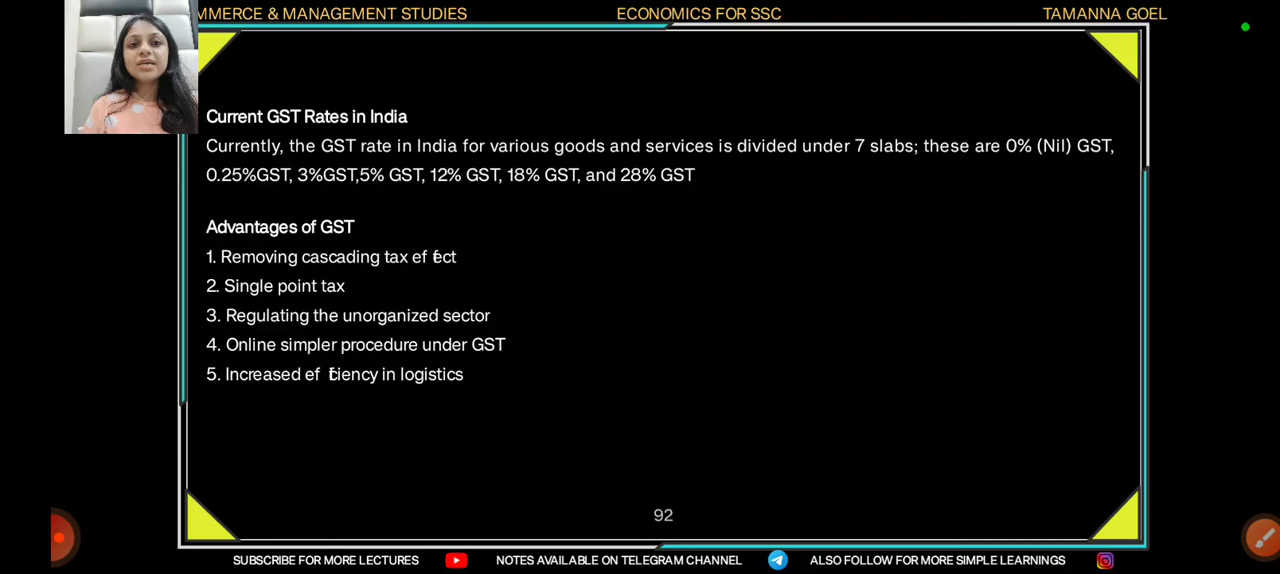 MMERCE & MANAGEMENT STUDIES ECONOMICS FOR SSC TAMANNA GOEL
Current GST Rates in India
Currently, the GST rate in India for various goods and services is divided under 7 slabs; these are 0% (Nil) GST,
0.25%GST, 3%GST,5% GST, 12% GST, 18% GST, and 28% GST
Advantages of GST
1. Removing cascading tax effect
2. Single point tax
3. Regulating the unorganized sector
4. Online simpler procedure under GST
5. Increased efficiency in logistics
92
SUBSCRIBE FOR MORE LECTURES NOTES AVAILABLE ON TELEGRAM CHANNEL ALSO FOLLOW FOR MORE SIMPLE LEARNINGS